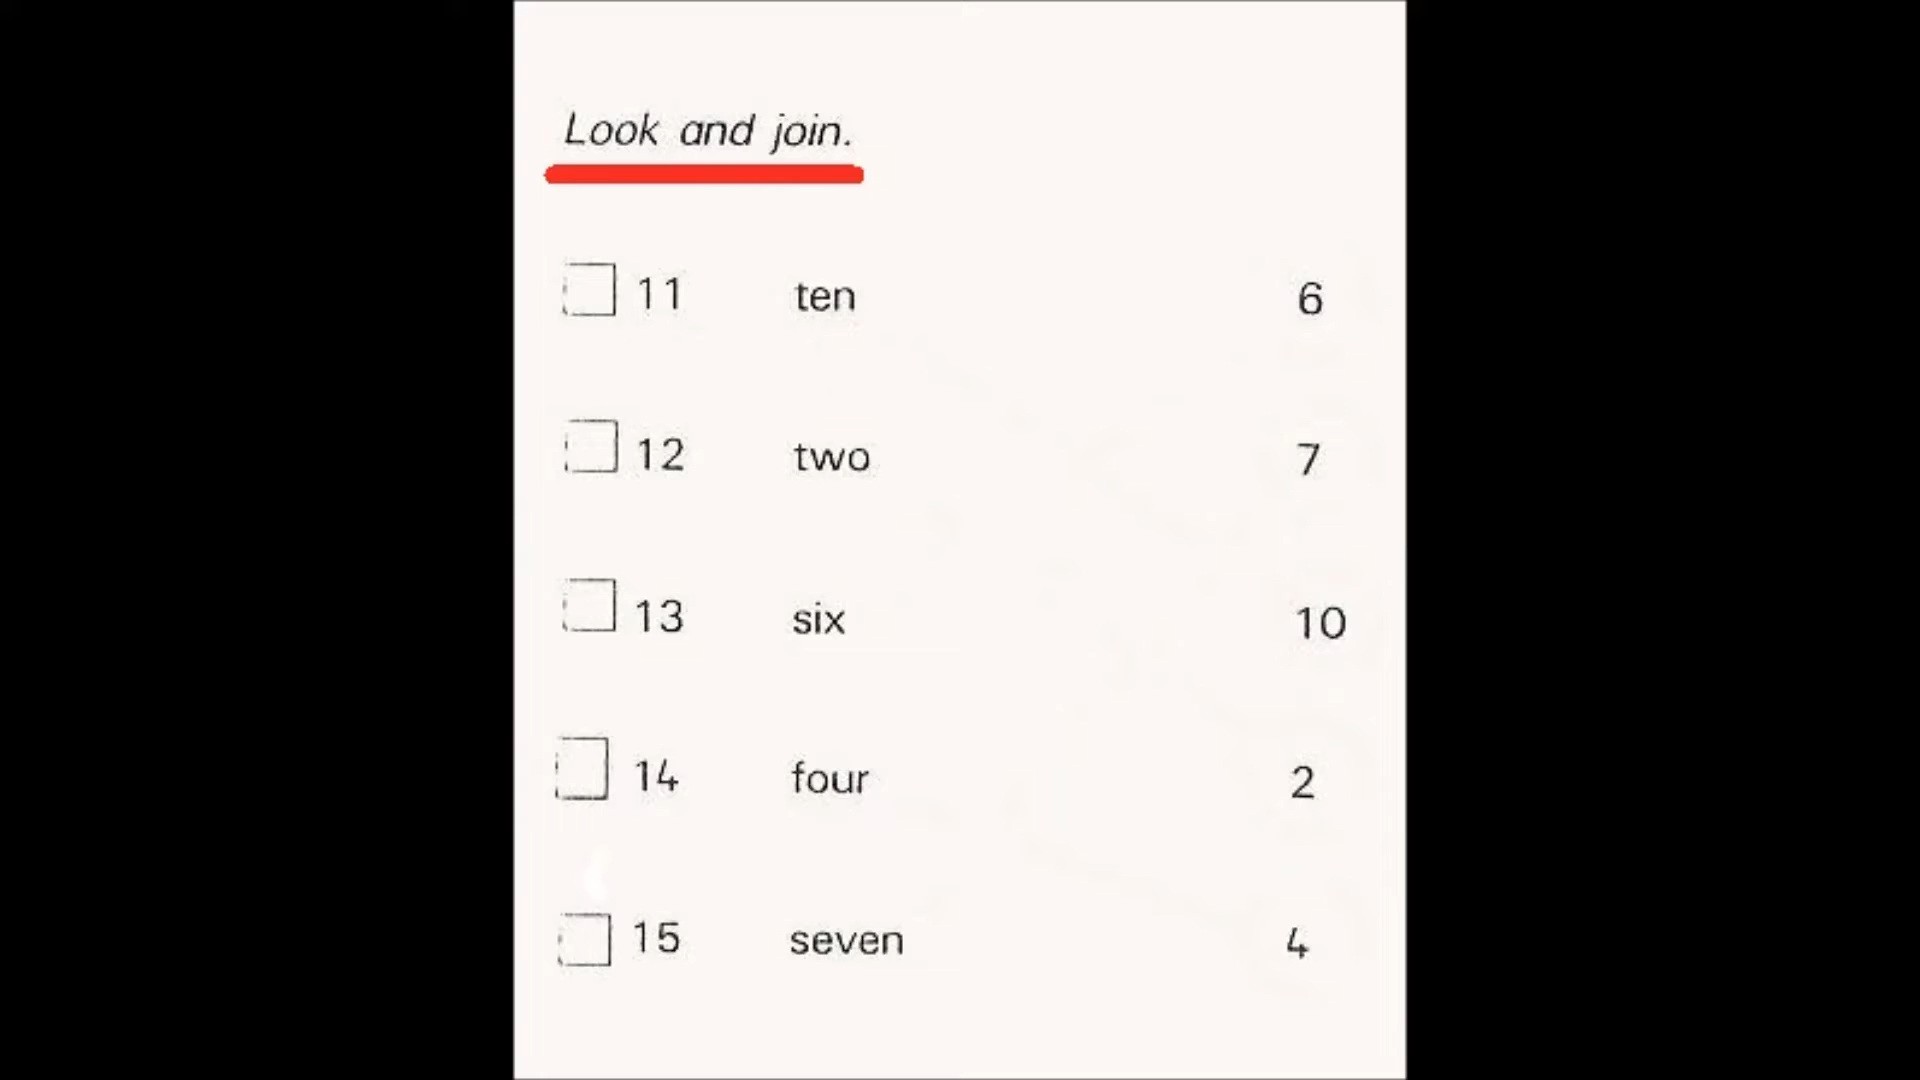 Look and join.
11 ten 6
12 two 7
13 six 10
14 four 2
15 seven 4